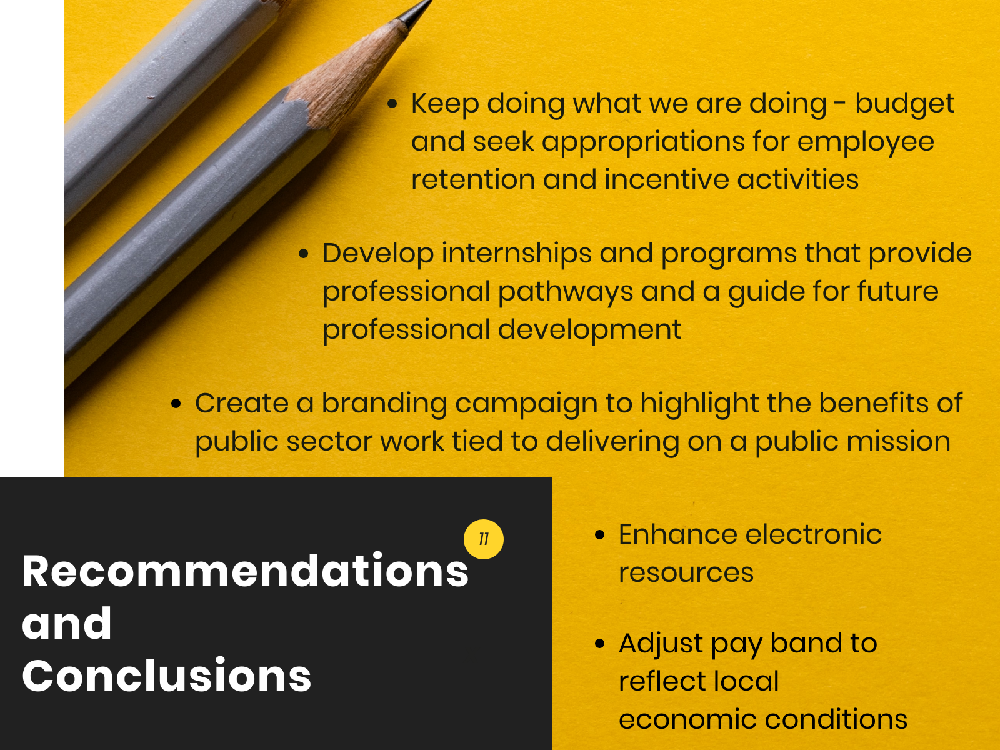 • Keep doing what we are doing - budget
and seek appropriations for employee
retention and incentive activities
• Develop internships and programs that provide
professional pathways and a guide for future
professional development
• Create a branding campaign to highlight the benefits of
public sector work tied to delivering on a public mission
11
Recommendations
and
Conclusions
• Enhance electronic
resources
• Adjust pay band to
reflect local
economic conditions